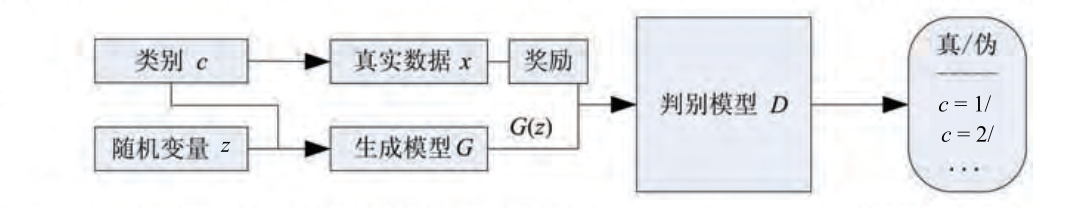 类别 c
真实数据 x
奖励
随机变量 z
生成模型 G
G(z)
判别模型 D
真/伪
c = 1/
c = 2/
...